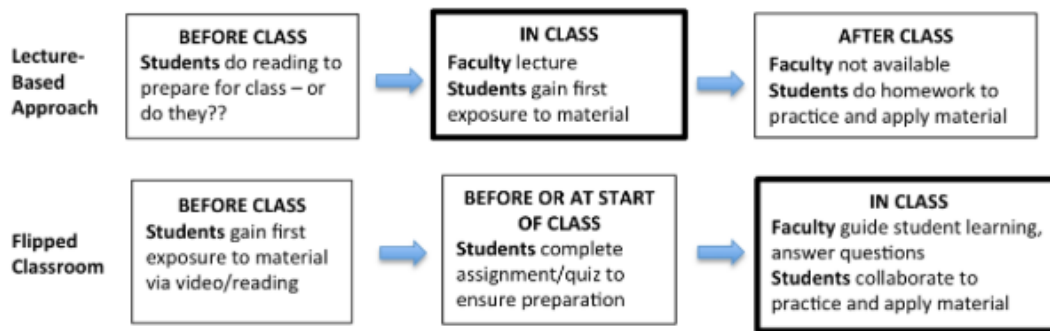 Lecture-
Based
Approach
BEFORE CLASS
Students do reading to
prepare for class – or
do they??
IN CLASS
Faculty lecture
Students gain first
exposure to material
AFTER CLASS
Faculty not available
Students do homework to
practice and apply material
Flipped
Classroom
BEFORE CLASS
Students gain first
exposure to material
via video/reading
BEFORE OR AT START
OF CLASS
Students complete
assignment/quiz to
ensure preparation
IN CLASS
Faculty guide student learning,
answer questions
Students collaborate to
practice and apply material